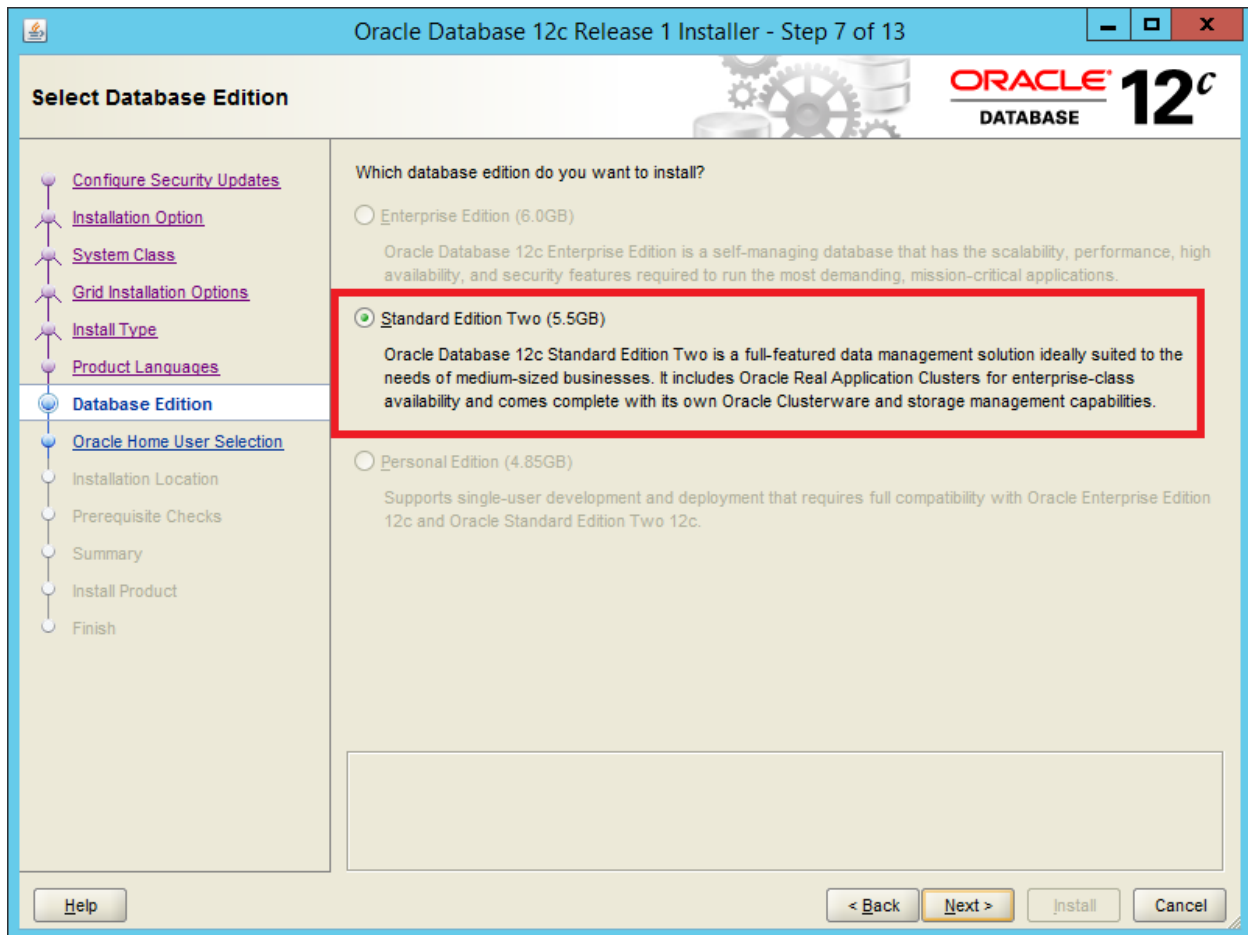 Oracle Database 12c Release 1 Installer - Step 7 of 13
Select Database Edition
ORACLE
DATABASE
12c
Configure Security Updates
Installation Option
System Class
Grid Installation Options
Install Type
Product Languages
Database Edition
Oracle Home User Selection
Installation Location
Prerequisite Checks
Summary
Install Product
Finish
Which database edition do you want to install?
Enterprise Edition (6.0GB)
Oracle Database 12c Enterprise Edition is a self-managing database that has the scalability, performance, high
availability, and security features required to run the most demanding, mission-critical applications.
Standard Edition Two (5.5GB)
Oracle Database 12c Standard Edition Two is a full-featured data management solution ideally suited to the
needs of medium-sized businesses. It includes Oracle Real Application Clusters for enterprise-class
availability and comes complete with its own Oracle Clusterware and storage management capabilities.
Personal Edition (4.85GB)
Supports single-user development and deployment that requires full compatibility with Oracle Enterprise Edition
12c and Oracle Standard Edition Two 12c.
Help
< Back
Next >
Install
Cancel